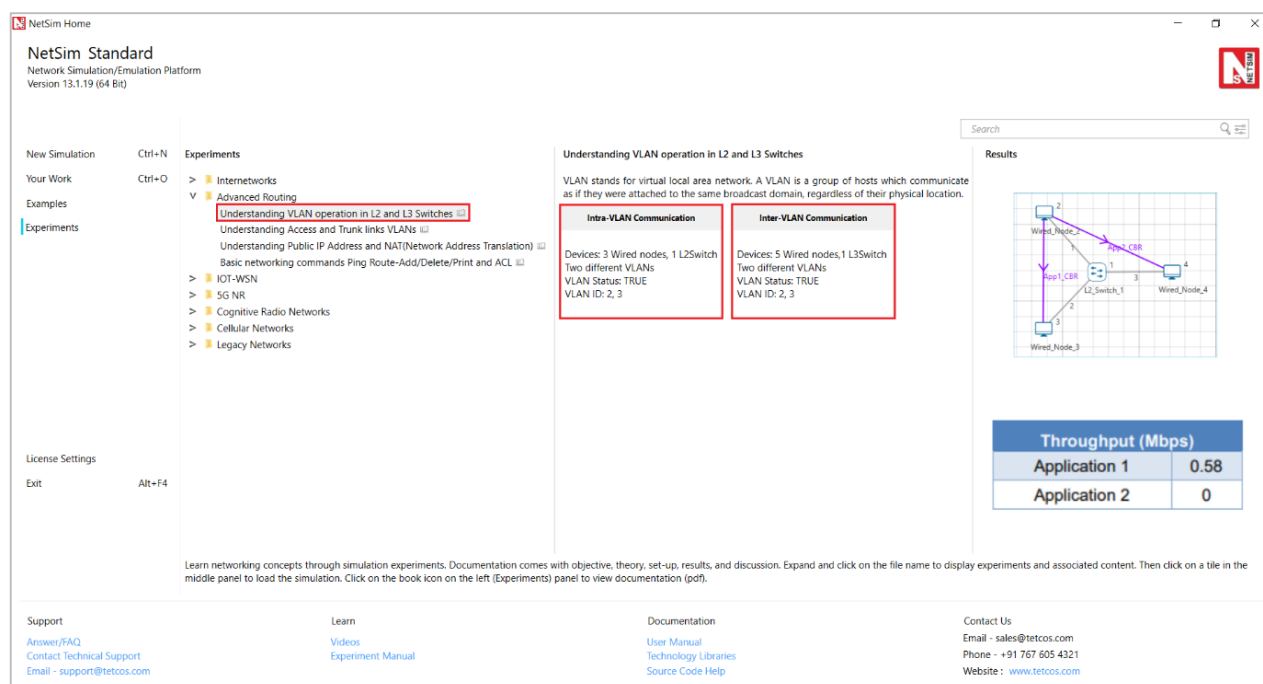 NetSim Home
NetSim Standard
Network Simulation/Emulation Platform
Version 13.1.19 (64 Bit)
NETSIM
Search
New Simulation Ctrl+N
Your Work Ctrl+O
Examples
Experiments
License Settings
Exit Alt+F4
Experiments
> Internetworks
v Advanced Routing
Understanding VLAN operation in L2 and L3 Switches
Understanding Access and Trunk links VLANs
Understanding Public IP Address and NAT(Network Address Translation)
Basic networking commands Ping Route-Add/Delete/Print and ACL
> IOT-WSN
> 5G NR
> Cognitive Radio Networks
> Cellular Networks
> Legacy Networks
Understanding VLAN operation in L2 and L3 Switches
VLAN stands for virtual local area network. A VLAN is a group of hosts which communicate
as if they were attached to the same broadcast domain, regardless of their physical location.
Intra-VLAN Communication
Devices: 3 Wired nodes, 1 L2Switch
Two different VLANs
VLAN Status: TRUE
VLAN ID: 2, 3
Inter-VLAN Communication
Devices: 5 Wired nodes,1 L3Switch
Two different VLANs
VLAN Status: TRUE
VLAN ID: 2, 3
Results
2
Wired_Node_2
1
App2_CBR
App1_CBR
1
3
4
L2_Switch_1
Wired_Node_4
2
3
Wired_Node_3
Throughput (Mbps)
Application 1 0.58
Application 2 0
Learn networking concepts through simulation experiments. Documentation comes with objective, theory, set-up, results, and discussion. Expand and click on the file name to display experiments and associated content. Then click on a tile in the
middle panel to load the simulation. Click on the book icon on the left (Experiments) panel to view documentation (pdf).
Support
Answer/FAQ
Contact Technical Support
Email - support@tetcos.com
Learn
Videos
Experiment Manual
Documentation
User Manual
Technology Libraries
Source Code Help
Contact Us
Email - sales@tetcos.com
Phone - +91 767 605 4321
Website : www.tetcos.com